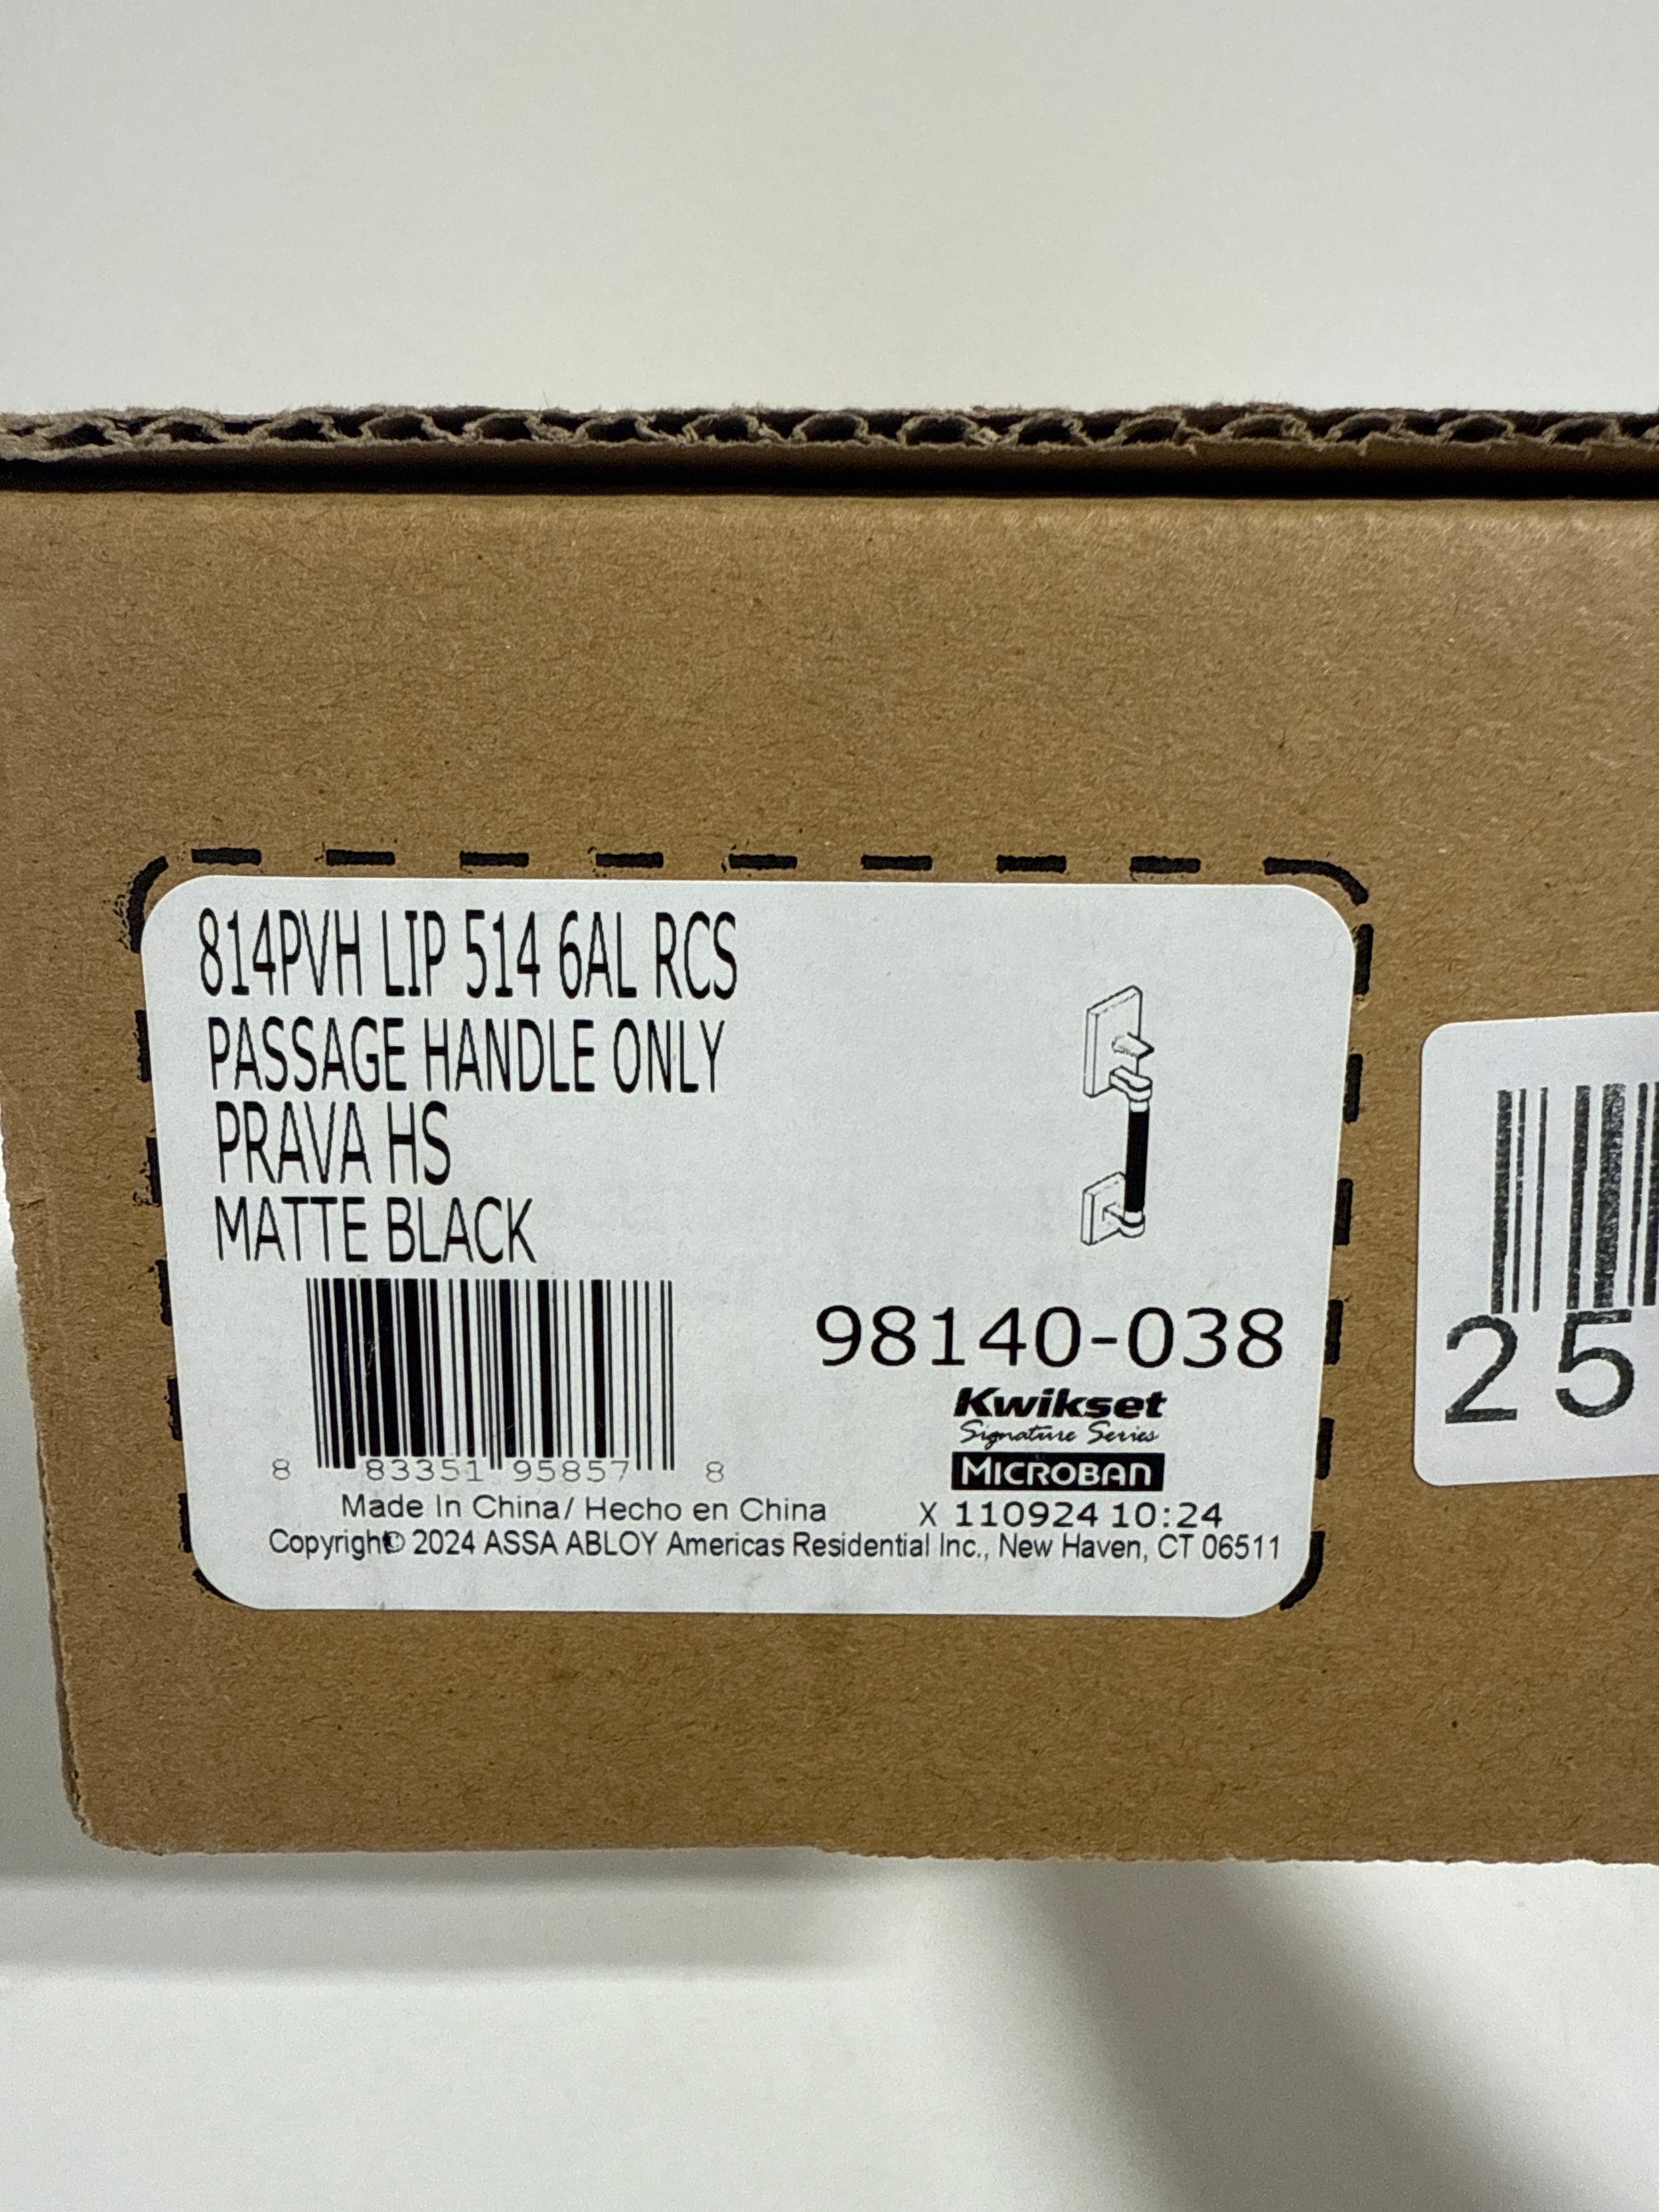 814PVH LIP 514 6AL RCS
PASSAGE HANDLE ONLY
PRAVA HS
MATTE BLACK
98140-038
Kwikset
Signature Series
MICROBAN
8 83351 95857 8
Made In China/ Hecho en China
X 110924 10:24
Copyright© 2024 ASSA ABLOY Americas Residential Inc., New Haven, CT 06511
25